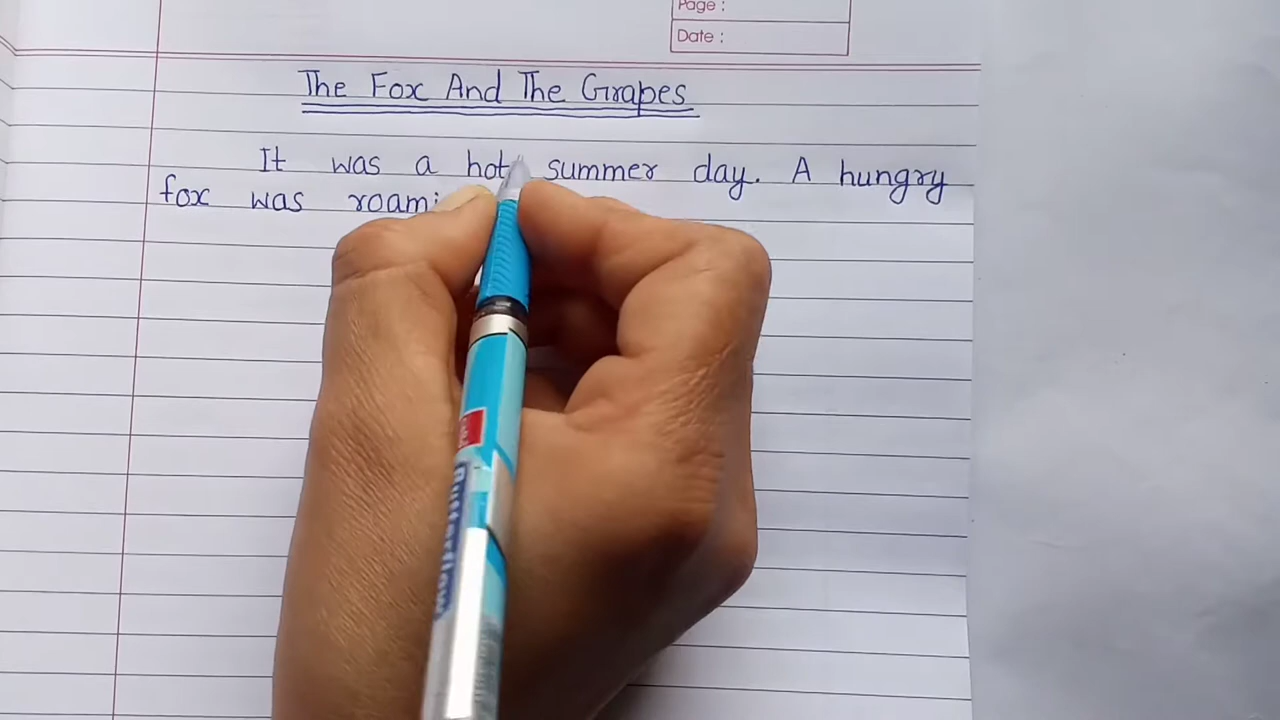 Page :
Date :
The Fox And The Grapes
It was a hot summer day. A hungry
fox was